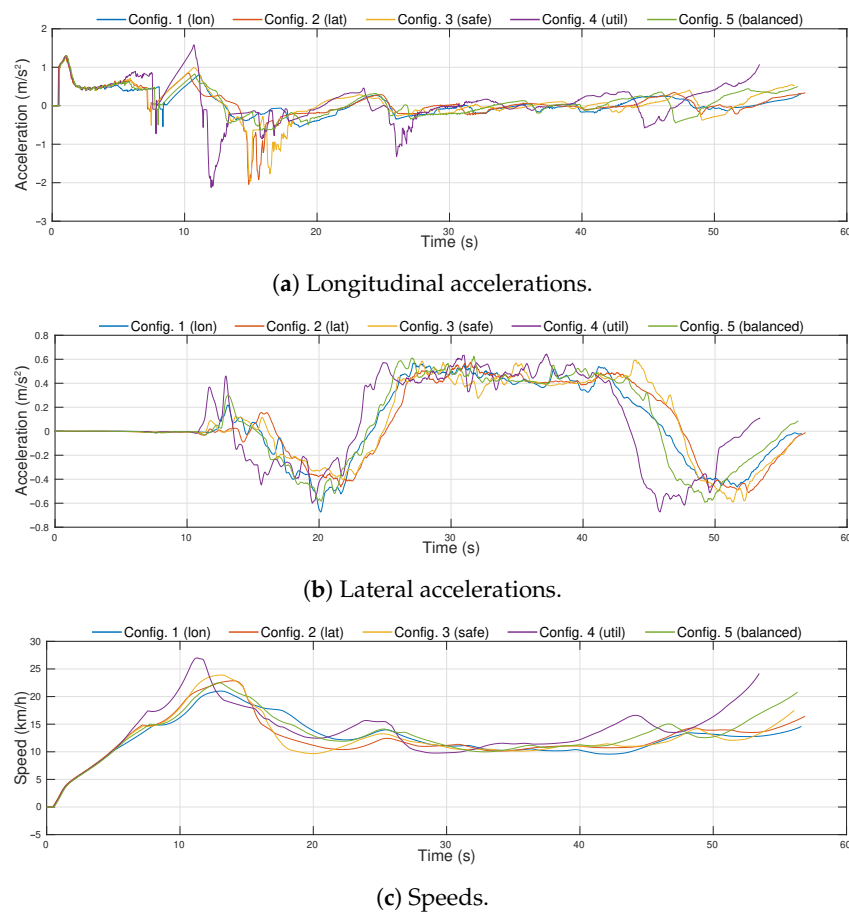 Config. 1 (lon) Config. 2 (lat) Config. 3 (safe) Config. 4 (util) Config. 5 (balanced)
2
1
0
−1
−2
−3
Acceleration (m/s²)
0 10 20 30 40 50 60
Time (s)
(a) Longitudinal accelerations.
Config. 1 (lon) Config. 2 (lat) Config. 3 (safe) Config. 4 (util) Config. 5 (balanced)
0.8
0.6
0.4
0.2
0
−0.2
−0.4
−0.6
−0.8
Acceleration (m/s²)
0 10 20 30 40 50 60
Time (s)
(b) Lateral accelerations.
Config. 1 (lon) Config. 2 (lat) Config. 3 (safe) Config. 4 (util) Config. 5 (balanced)
30
25
20
15
10
5
0
−5
Speed (km/h)
0 10 20 30 40 50 60
Time (s)
(c) Speeds.